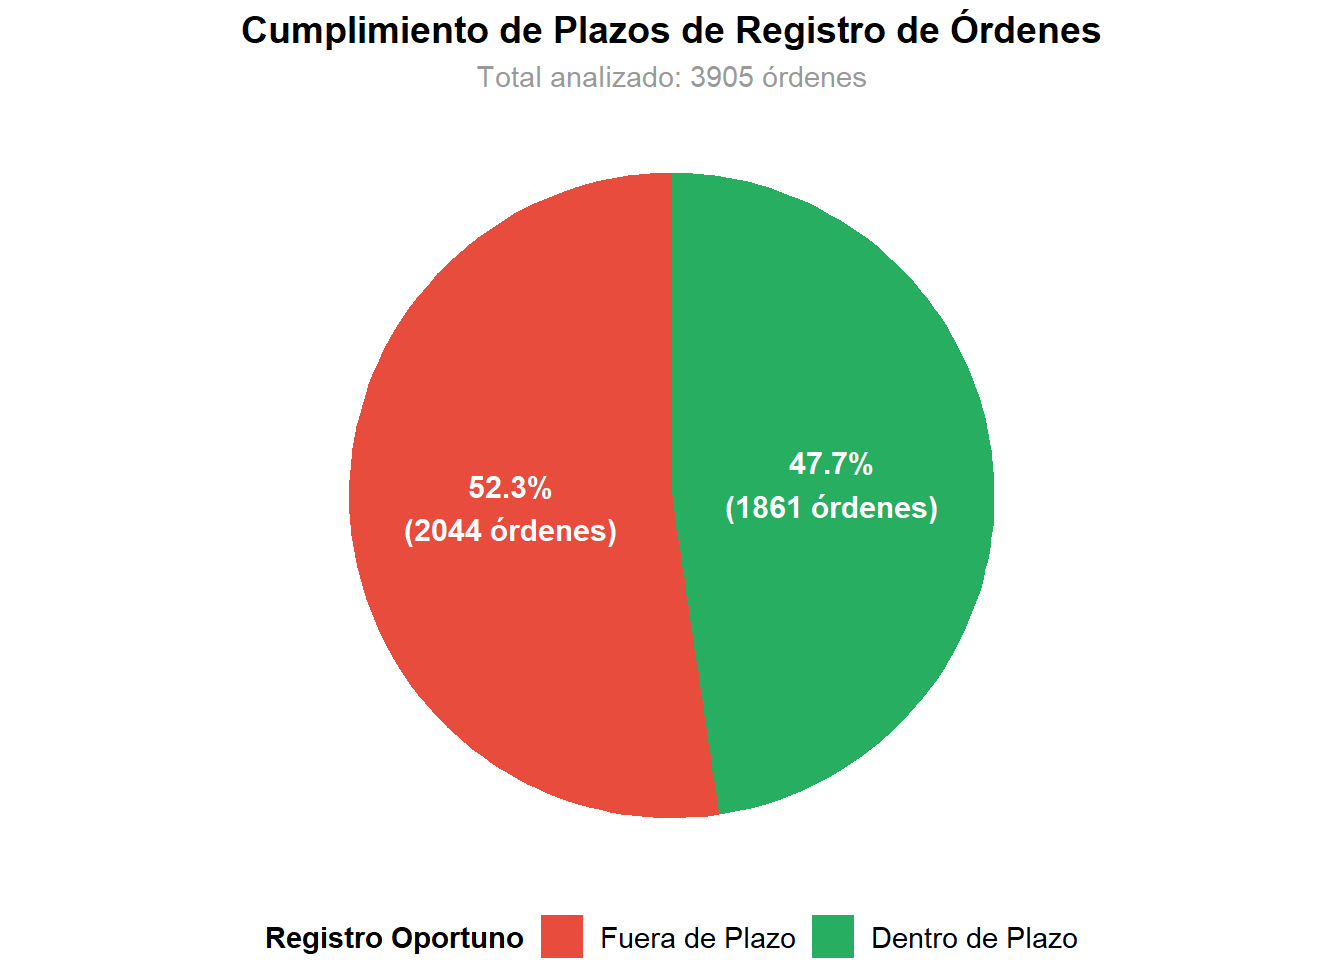 Cumplimiento de Plazos de Registro de Órdenes
Total analizado: 3905 órdenes
47.7%
(1861 órdenes)
52.3%
(2044 órdenes)
Registro Oportuno
Fuera de Plazo
Dentro de Plazo